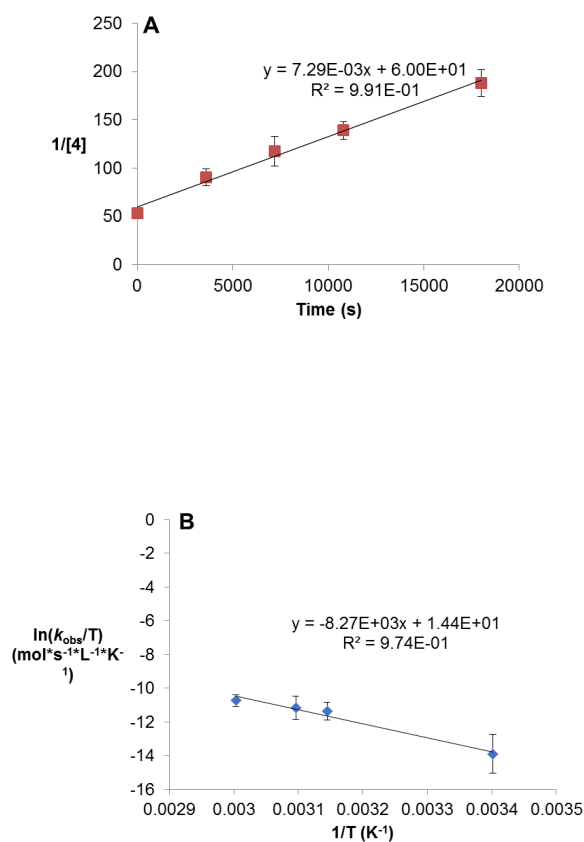 A
250
200
150
100
50
0
1/[4]
y = 7.29E-03x + 6.00E+01
R² = 9.91E-01
0 5000 10000 15000 20000
Time (s)
B
0
-2
-4
-6
-8
-10
-12
-14
-16
ln(kobs/T)
(mol*s⁻¹*L⁻¹*K⁻
¹)
y = -8.27E+03x + 1.44E+01
R² = 9.74E-01
0.0029 0.003 0.0031 0.0032 0.0033 0.0034 0.0035
1/T (K⁻¹)